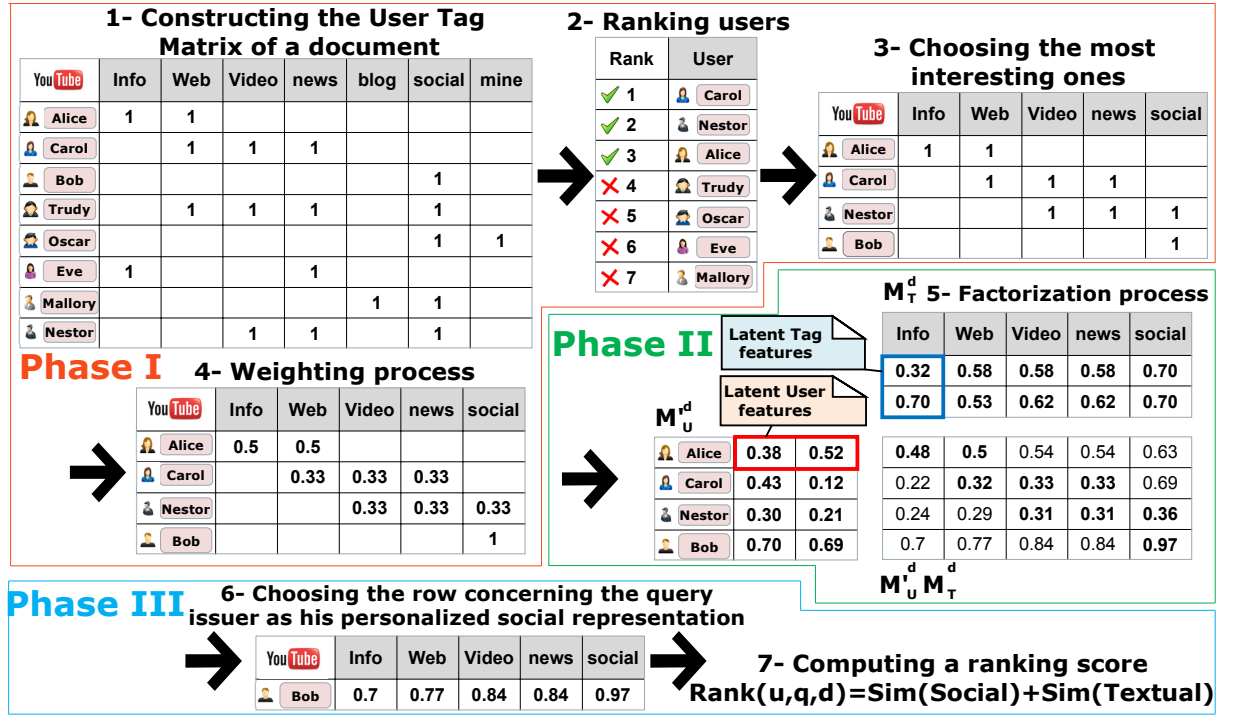 1- Constructing the User Tag
Matrix of a document
You Tube Info Web Video news blog social mine
Alice 1 1
Carol 1 1 1
Bob 1
Trudy 1 1 1 1
Oscar 1 1
Eve 1 1
Mallory 1 1
Nestor 1 1 1
2- Ranking users
Rank User
1 Carol
2 Nestor
3 Alice
4 Trudy
5 Oscar
6 Eve
7 Mallory
3- Choosing the most
interesting ones
You Tube Info Web Video news social
Alice 1 1
Carol 1 1 1
Nestor 1 1 1
Bob 1
Phase I
4- Weighting process
You Tube Info Web Video news social
Alice 0.5 0.5
Carol 0.33 0.33 0.33
Nestor 0.33 0.33 0.33
Bob 1
Phase II
M^d_T 5- Factorization process
Latent Tag
features
Latent User
features
Info Web Video news social
0.32 0.58 0.58 0.58 0.70
0.70 0.53 0.62 0.62 0.70
M'^d_U
Alice 0.38 0.52
Carol 0.43 0.12
Nestor 0.30 0.21
Bob 0.70 0.69
0.48 0.5 0.54 0.54 0.63
0.22 0.32 0.33 0.33 0.69
0.24 0.29 0.31 0.31 0.36
0.7 0.77 0.84 0.84 0.97
M'^d_U M^d_T
Phase III
6- Choosing the row concerning the query
issuer as his personalized social representation
You Tube Info Web Video news social
Bob 0.7 0.77 0.84 0.84 0.97
7- Computing a ranking score
Rank(u,q,d)=Sim(Social)+Sim(Textual)